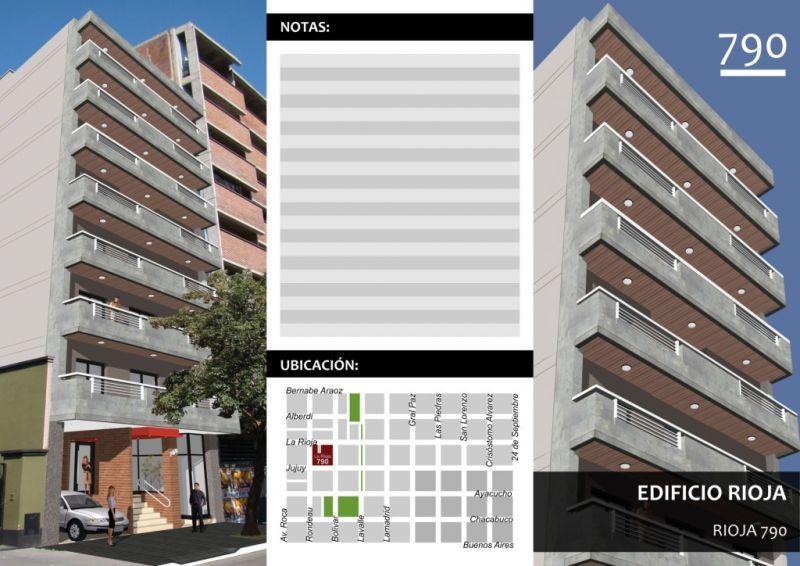 NOTAS:
UBICACIÓN:
Bernabe Araoz
Alberdi
La Rioja
Jujuy
La Rioja
790
Gral Paz
Las Piedras
San Lorenzo
Crisóstomo Alvarez
24 de Septiembre
Av. Roca
Rondeau
Bolivar
Lavalle
Lamadrid
Ayacucho
Chacabuco
Buenos Aires
790
EDIFICIO RIOJA
RIOJA 790